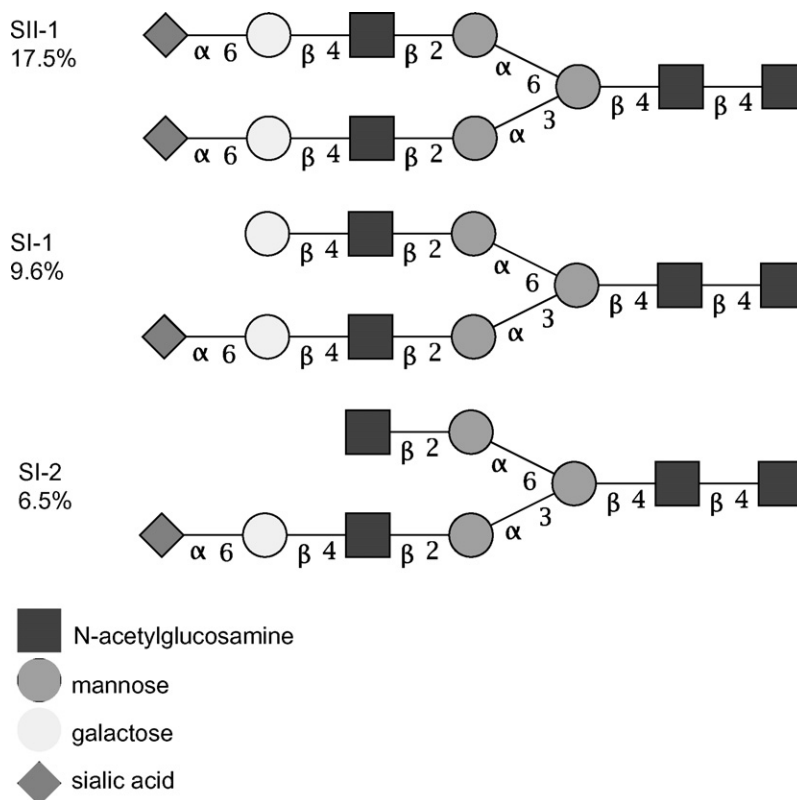 SII-1
17.5%
α 6 β 4 β 2 α 6 β 4 β 4
α 6 β 4 β 2 α 3
SI-1
9.6%
β 4 β 2 α 6 β 4 β 4
α 6 β 4 β 2 α 3
SI-2
6.5%
β 2 α 6 β 4 β 4
α 6 β 4 β 2 α 3
N-acetylglucosamine
mannose
galactose
sialic acid